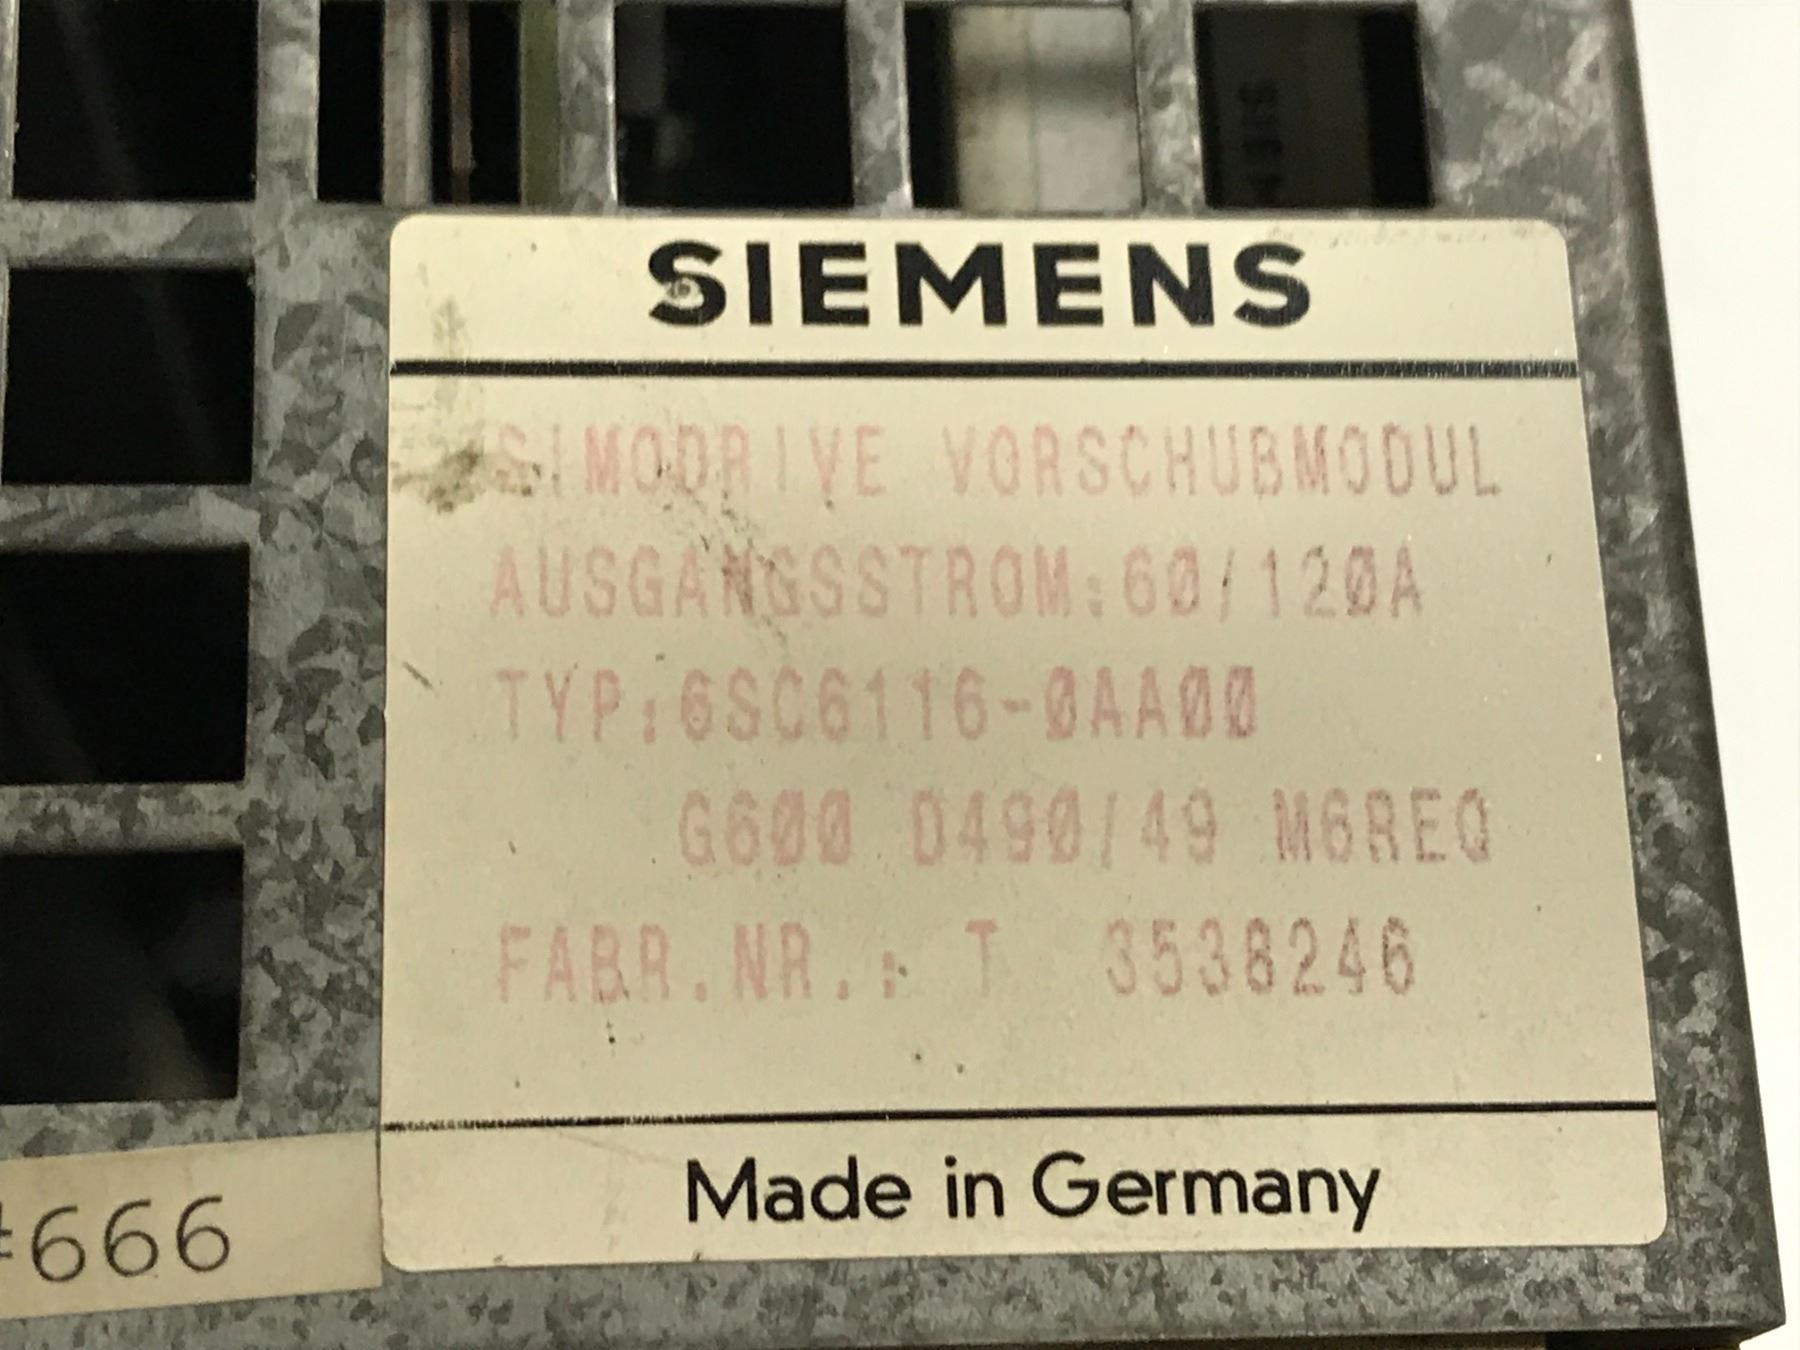 SIEMENS
SIMODRIVE VORSCHUBMODUL
AUSGANGSSTROM:60/120A
TYP:6SC6116-0AA00
G600 D490/49 M6REQ
FABR.NR.: T 3538246
Made in Germany
#666